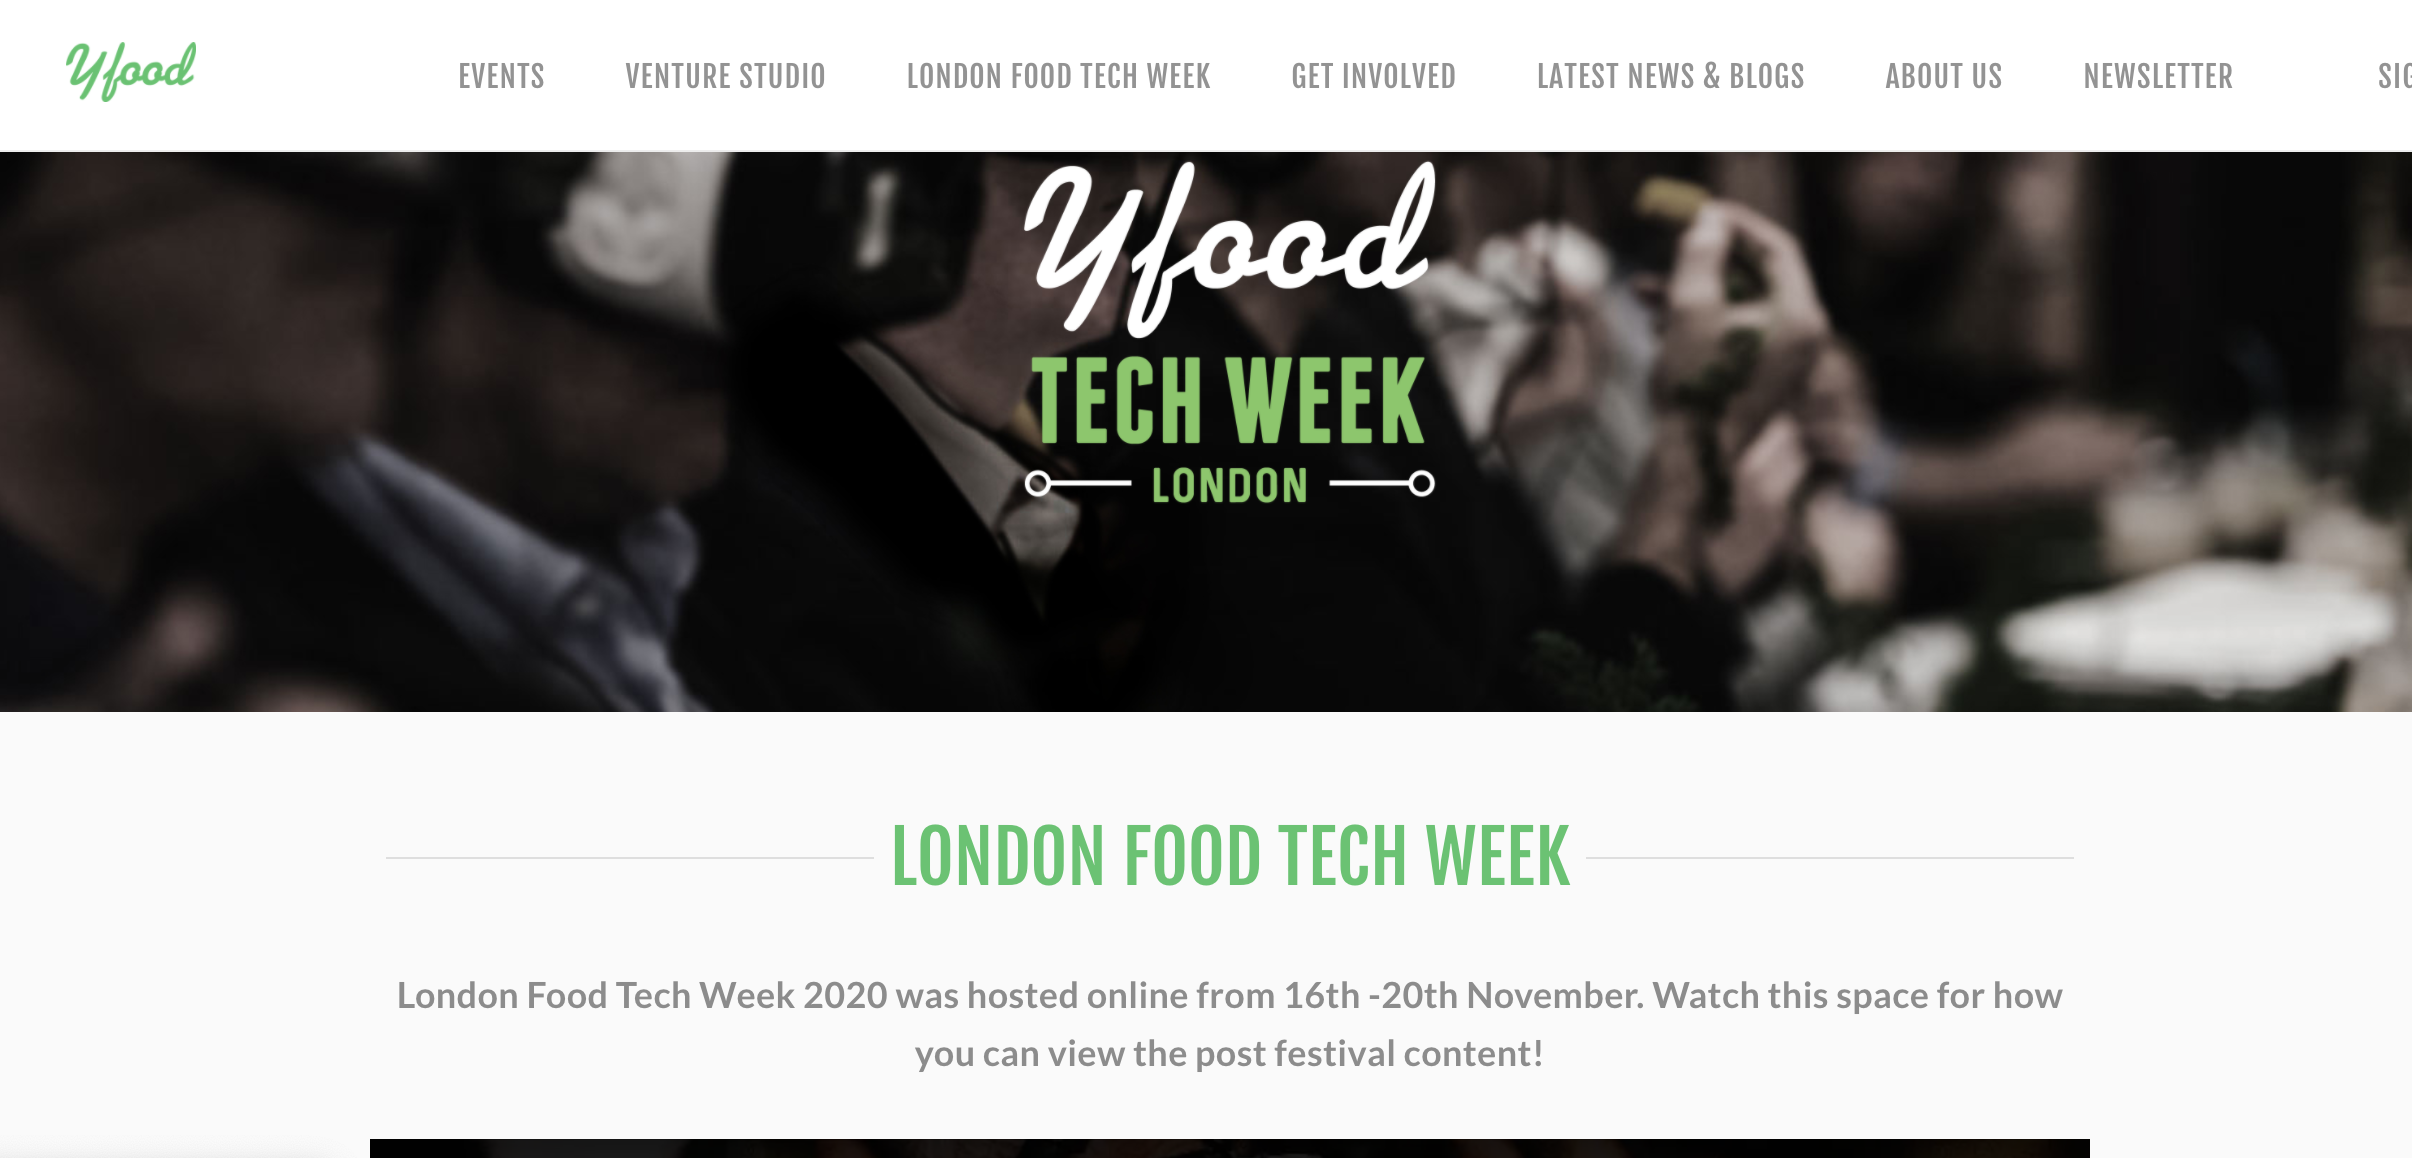 Yfood
EVENTS VENTURE STUDIO LONDON FOOD TECH WEEK GET INVOLVED LATEST NEWS & BLOGS ABOUT US NEWSLETTER
Yfood
TECH WEEK
LONDON
LONDON FOOD TECH WEEK
London Food Tech Week 2020 was hosted online from 16th -20th November. Watch this space for how
you can view the post festival content!